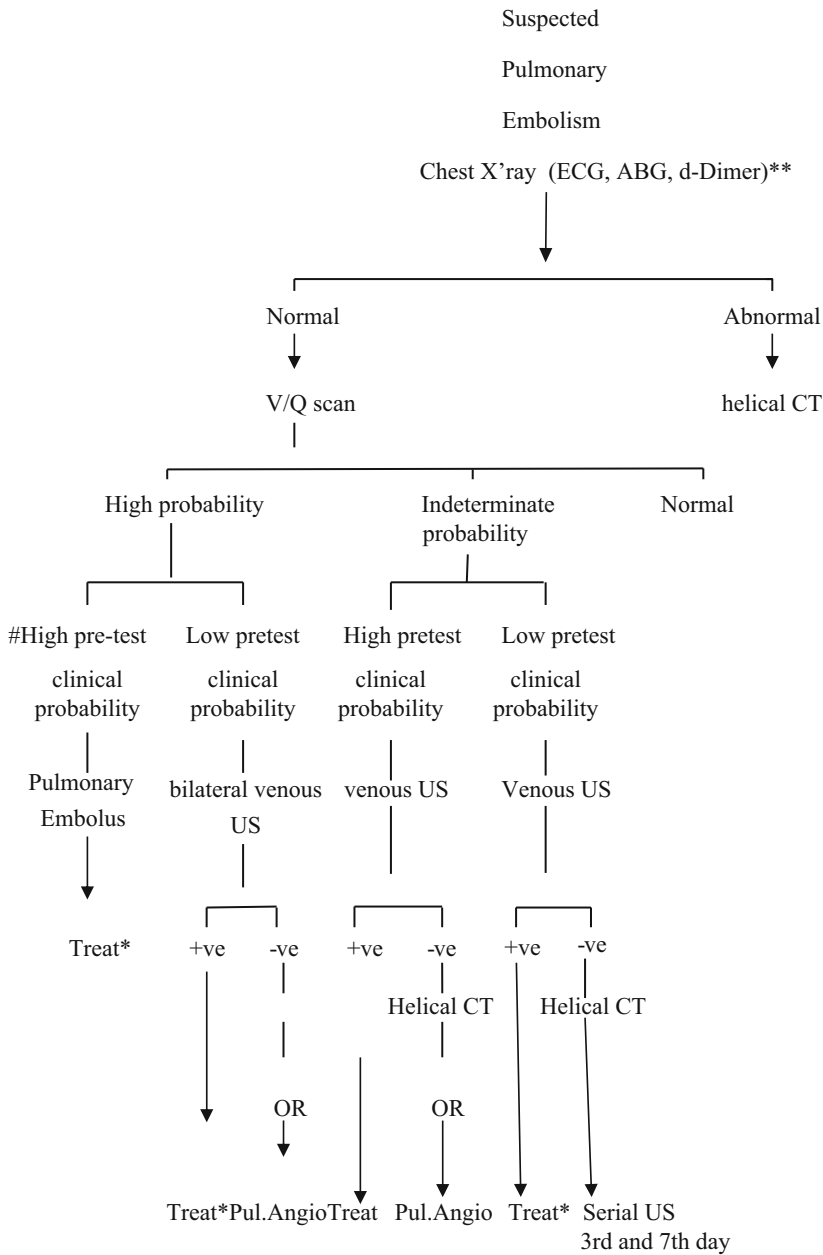 Suspected
Pulmonary
Embolism
Chest X'ray (ECG, ABG, d-Dimer)**
Normal Abnormal
V/Q scan helical CT
High probability Indeterminate probability Normal
#High pre-test clinical probability
Low pretest clinical probability
High pretest clinical probability
Low pretest clinical probability
Pulmonary Embolus
bilateral venous US
venous US
Venous US
Treat* +ve -ve +ve -ve +ve -ve
Helical CT Helical CT
OR OR
Treat*Pul.AngioTreat Pul.Angio Treat* Serial US
3rd and 7th day